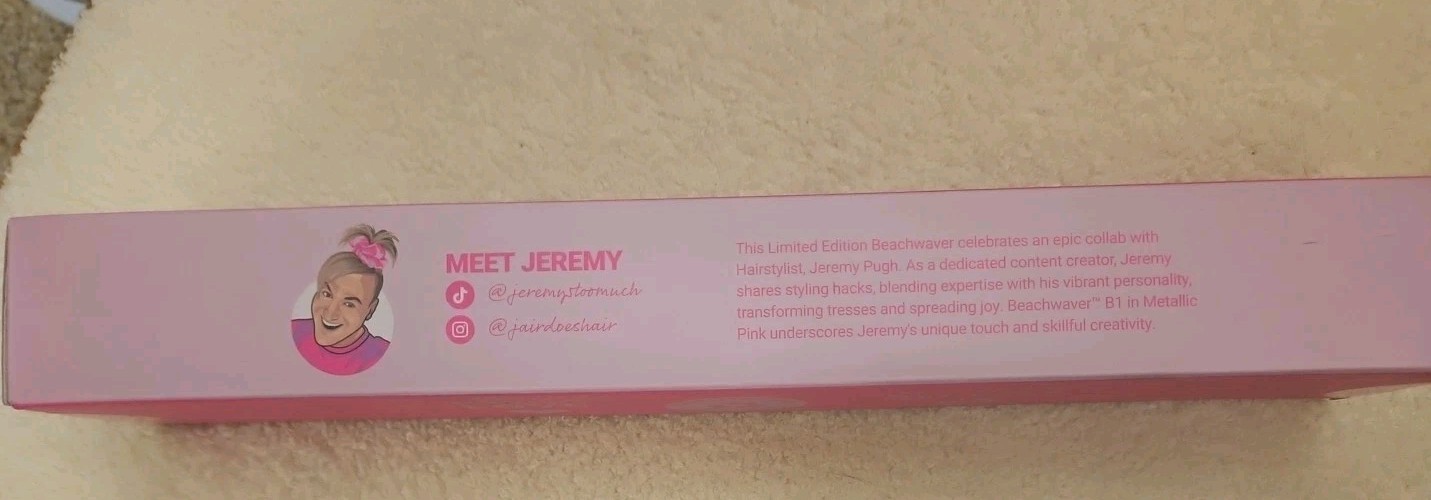 MEET JEREMY
@jeremystoomuch
@jairdoeshair
This Limited Edition Beachwaver celebrates an epic collab with
Hairstylist, Jeremy Pugh. As a dedicated content creator, Jeremy
shares styling hacks, blending expertise with his vibrant personality,
transforming tresses and spreading joy. Beachwaver™ B1 in Metallic
Pink underscores Jeremy's unique touch and skillful creativity.